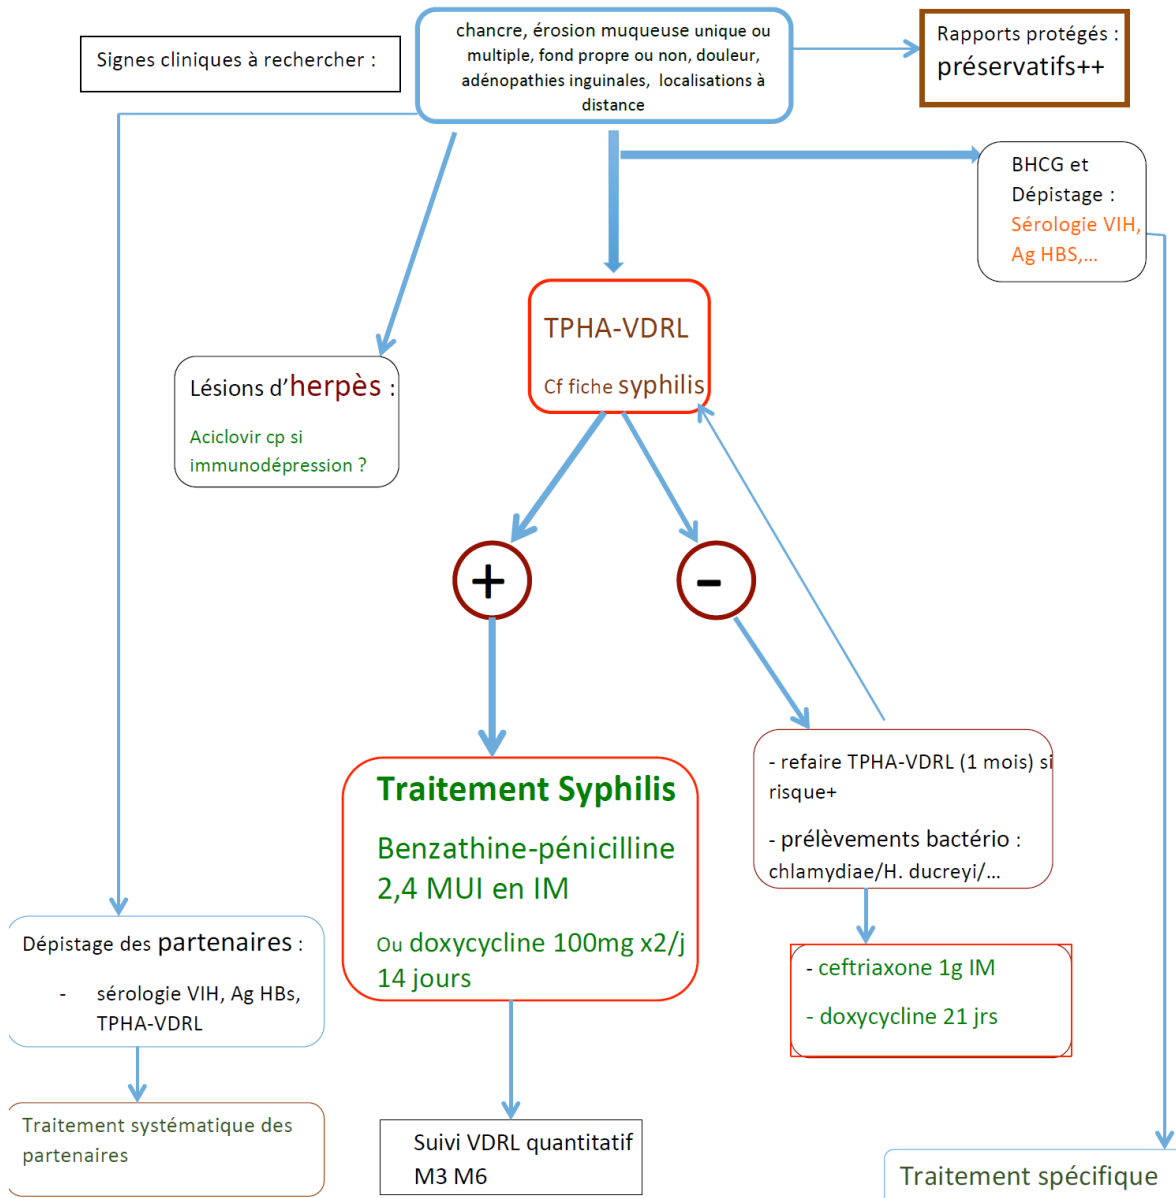 Signes cliniques à rechercher :
chancre, érosion muqueuse unique ou
multiple, fond propre ou non, douleur,
adénopathies inguinales, localisations à
distance
Rapports protégés :
préservatifs++
BHCG et
Dépistage :
Sérologie VIH,
Ag HBS,...
TPHA-VDRL
Cf fiche syphilis
Lésions d'herpès :
Aciclovir cp si
immunodépression ?
+
-
Traitement Syphilis
Benzathine-pénicilline
2,4 MUI en IM
Ou doxycycline 100mg x2/j
14 jours
- refaire TPHA-VDRL (1 mois) si
risque+
- prélèvements bactério :
chlamydiae/H. ducreyi/...
- ceftriaxone 1g IM
- doxycycline 21 jrs
Dépistage des partenaires :
- sérologie VIH, Ag HBs,
TPHA-VDRL
Traitement systématique des
partenaires
Suivi VDRL quantitatif
M3 M6
Traitement spécifique